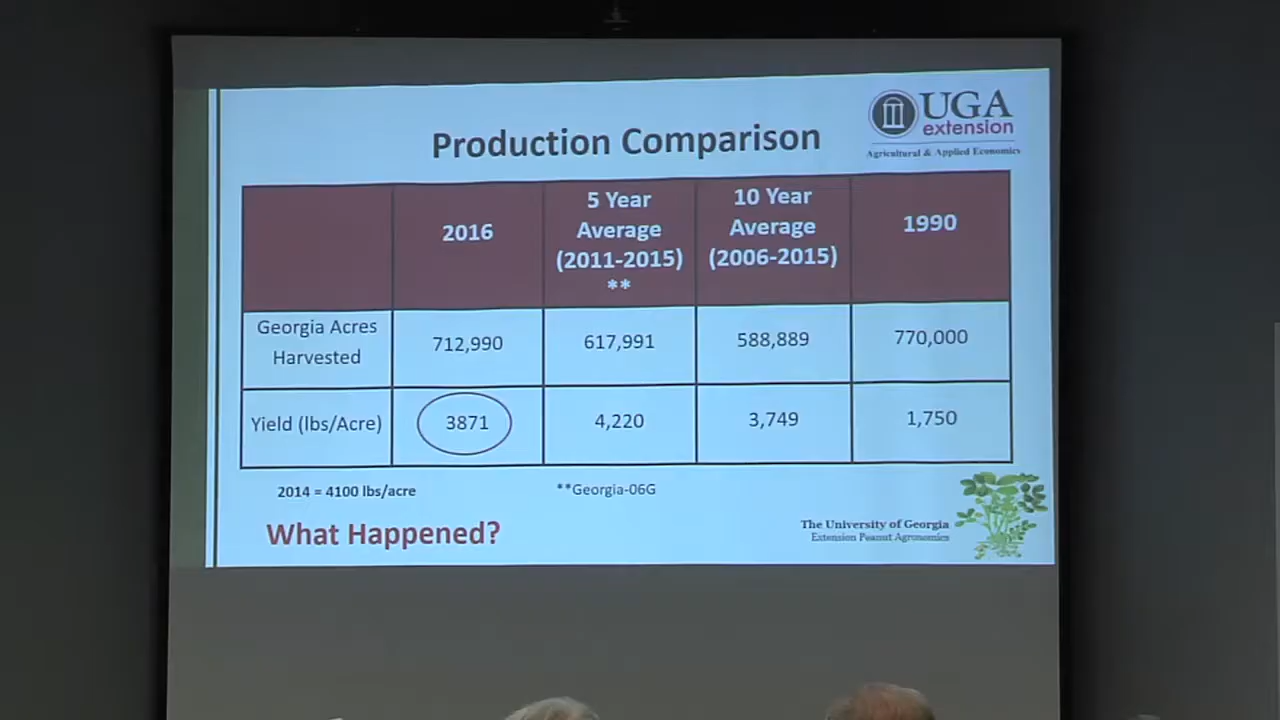 UGA
extension
Agricultural & Applied Economics
Production Comparison
2016
5 Year
Average
(2011-2015)
**
10 Year
Average
(2006-2015)
1990
Georgia Acres
Harvested
712,990
617,991
588,889
770,000
Yield (lbs/Acre)
3871
4,220
3,749
1,750
2014 = 4100 lbs/acre
**Georgia-06G
What Happened?
The University of Georgia
Extension Peanut Agronomics